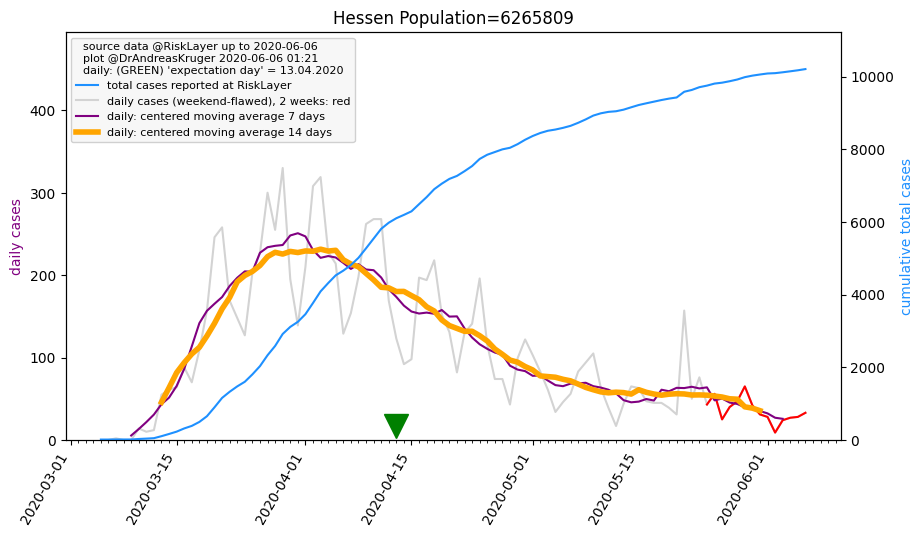 Hessen Population=6265809
source data @RiskLayer up to 2020-06-06
plot @DrAndreasKruger 2020-06-06 01:21
daily: (GREEN) 'expectation day' = 13.04.2020
total cases reported at RiskLayer
daily cases (weekend-flawed), 2 weeks: red
daily: centered moving average 7 days
daily: centered moving average 14 days
daily cases
400
300
200
100
0
cumulative total cases
10000
8000
6000
4000
2000
0
2020-03-01
2020-03-15
2020-04-01
2020-04-15
2020-05-01
2020-05-15
2020-06-01